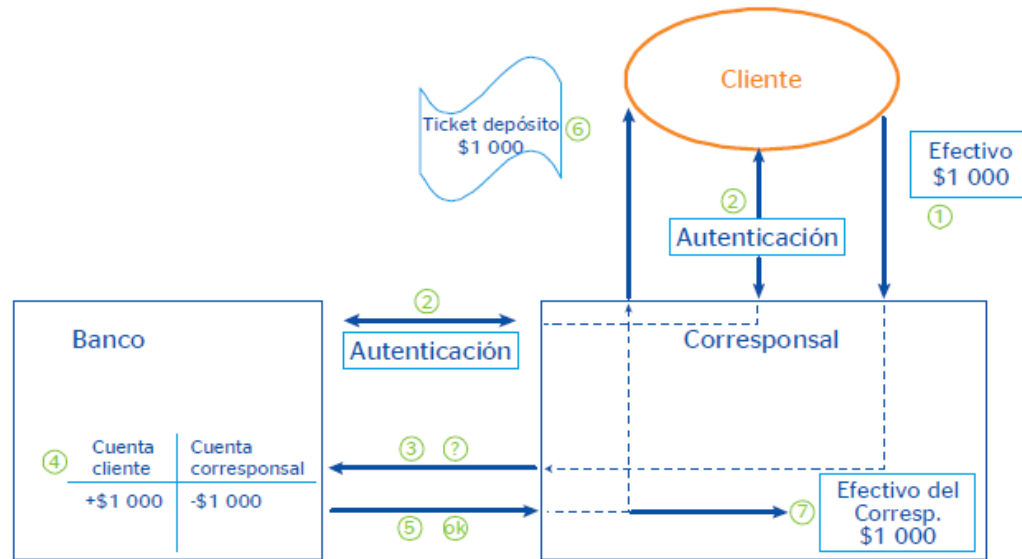 Cliente
Ticket depósito
$1 000
⑥
Efectivo
$1 000
①
②
Autenticación
Banco
②
Autenticación
Corresponsal
④
Cuenta
cliente
Cuenta
corresponsal
+$1 000
-$1 000
③ ?
⑤ ok
⑦
Efectivo del
Corresp.
$1 000